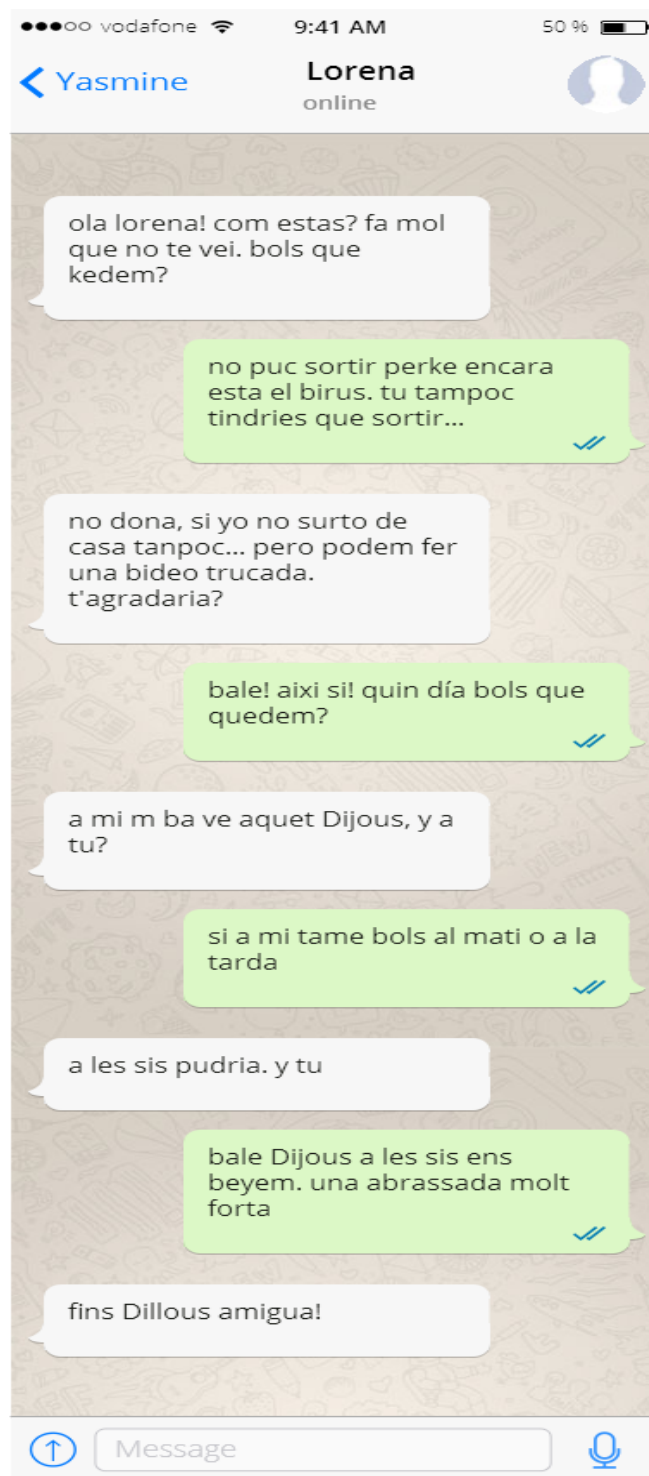 vodafone 9:41 AM 50 %
Yasmine Lorena
online
ola lorena! com estas? fa mol
que no te vei. bols que
kedem?
no puc sortir perke encara
esta el birus. tu tampoc
tindries que sortir...
no dona, si yo no surto de
casa tanpoc... pero podem fer
una bideo trucada.
t'agradaria?
bale! aixi si! quin día bols que
quedem?
a mi m ba ve aquet Dijous, y a
tu?
si a mi tame bols al mati o a la
tarda
a les sis pudria. y tu
bale Dijous a les sis ens
beyem. una abrassada molt
forta
fins Dillous amigua!
Message